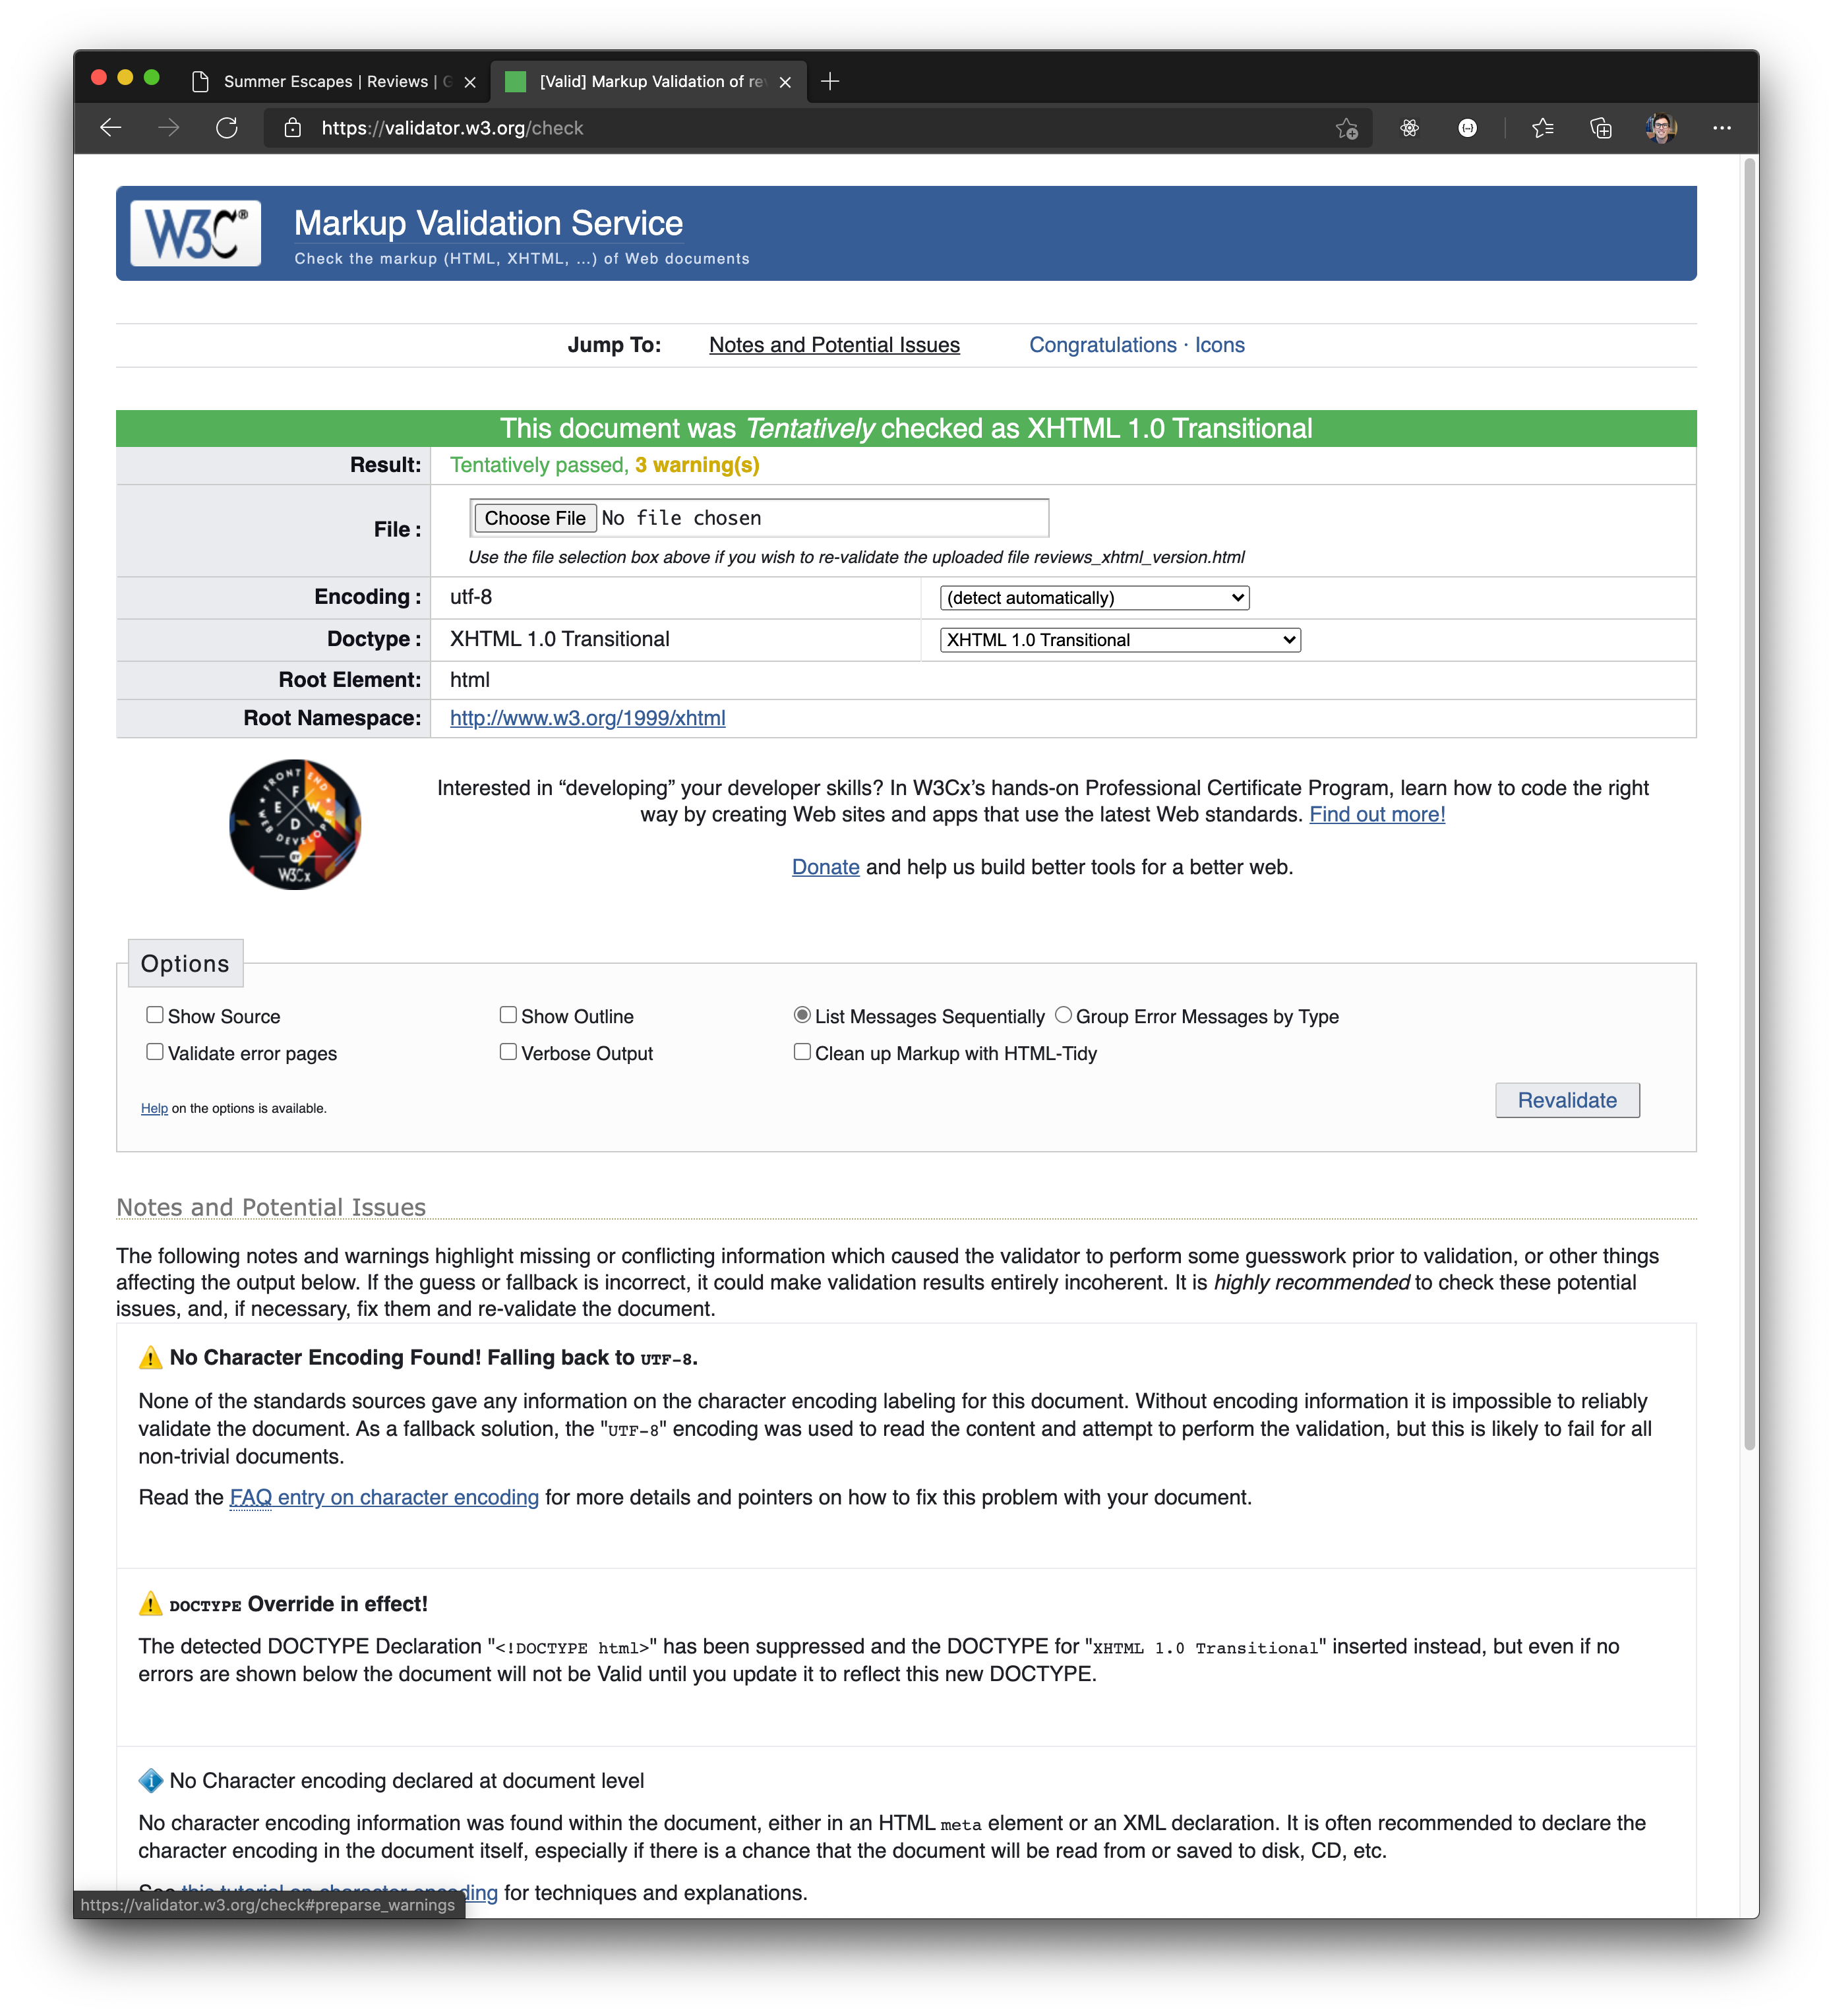 Summer Escapes | Reviews | G
[Valid] Markup Validation of re
https://validator.w3.org/check
W3C®
Markup Validation Service
Check the markup (HTML, XHTML, ...) of Web documents
Jump To: Notes and Potential Issues Congratulations · Icons
This document was Tentatively checked as XHTML 1.0 Transitional
Result: Tentatively passed, 3 warning(s)
File : Choose File No file chosen
Use the file selection box above if you wish to re-validate the uploaded file reviews_xhtml_version.html
Encoding : utf-8 (detect automatically)
Doctype : XHTML 1.0 Transitional XHTML 1.0 Transitional
Root Element: html
Root Namespace: http://www.w3.org/1999/xhtml
FRONT END
F
E W
D
WEB DEVELOPER
BY
W3Cx
Interested in “developing” your developer skills? In W3Cx’s hands-on Professional Certificate Program, learn how to code the right
way by creating Web sites and apps that use the latest Web standards. Find out more!
Donate and help us build better tools for a better web.
Options
Show Source Show Outline List Messages Sequentially Group Error Messages by Type
Validate error pages Verbose Output Clean up Markup with HTML-Tidy
Help on the options is available.
Revalidate
Notes and Potential Issues
The following notes and warnings highlight missing or conflicting information which caused the validator to perform some guesswork prior to validation, or other things
affecting the output below. If the guess or fallback is incorrect, it could make validation results entirely incoherent. It is highly recommended to check these potential
issues, and, if necessary, fix them and re-validate the document.
No Character Encoding Found! Falling back to UTF-8.
None of the standards sources gave any information on the character encoding labeling for this document. Without encoding information it is impossible to reliably
validate the document. As a fallback solution, the "UTF-8" encoding was used to read the content and attempt to perform the validation, but this is likely to fail for all
non-trivial documents.
Read the FAQ entry on character encoding for more details and pointers on how to fix this problem with your document.
DOCTYPE Override in effect!
The detected DOCTYPE Declaration "<!DOCTYPE html>" has been suppressed and the DOCTYPE for "XHTML 1.0 Transitional" inserted instead, but even if no
errors are shown below the document will not be Valid until you update it to reflect this new DOCTYPE.
No Character encoding declared at document level
No character encoding information was found within the document, either in an HTML meta element or an XML declaration. It is often recommended to declare the
character encoding in the document itself, especially if there is a chance that the document will be read from or saved to disk, CD, etc.
See this tutorial on character encoding for techniques and explanations.
https://validator.w3.org/check#preparse_warnings